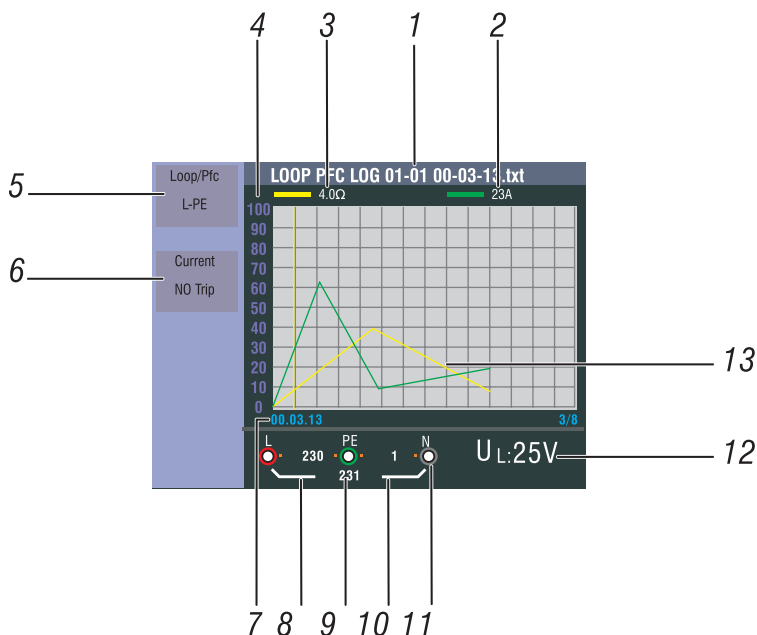 4 3 1 2
5
6
Loop/Pfc
L-PE
Current
NO Trip
LOOP PFC LOG 01-01 00-03-13.txt
4.0Ω 23A
100
90
80
70
60
50
40
30
20
10
0
00.03.13 3/8
13
L PE N
230 1
231
UL:25V
12
7 8 9 10 11